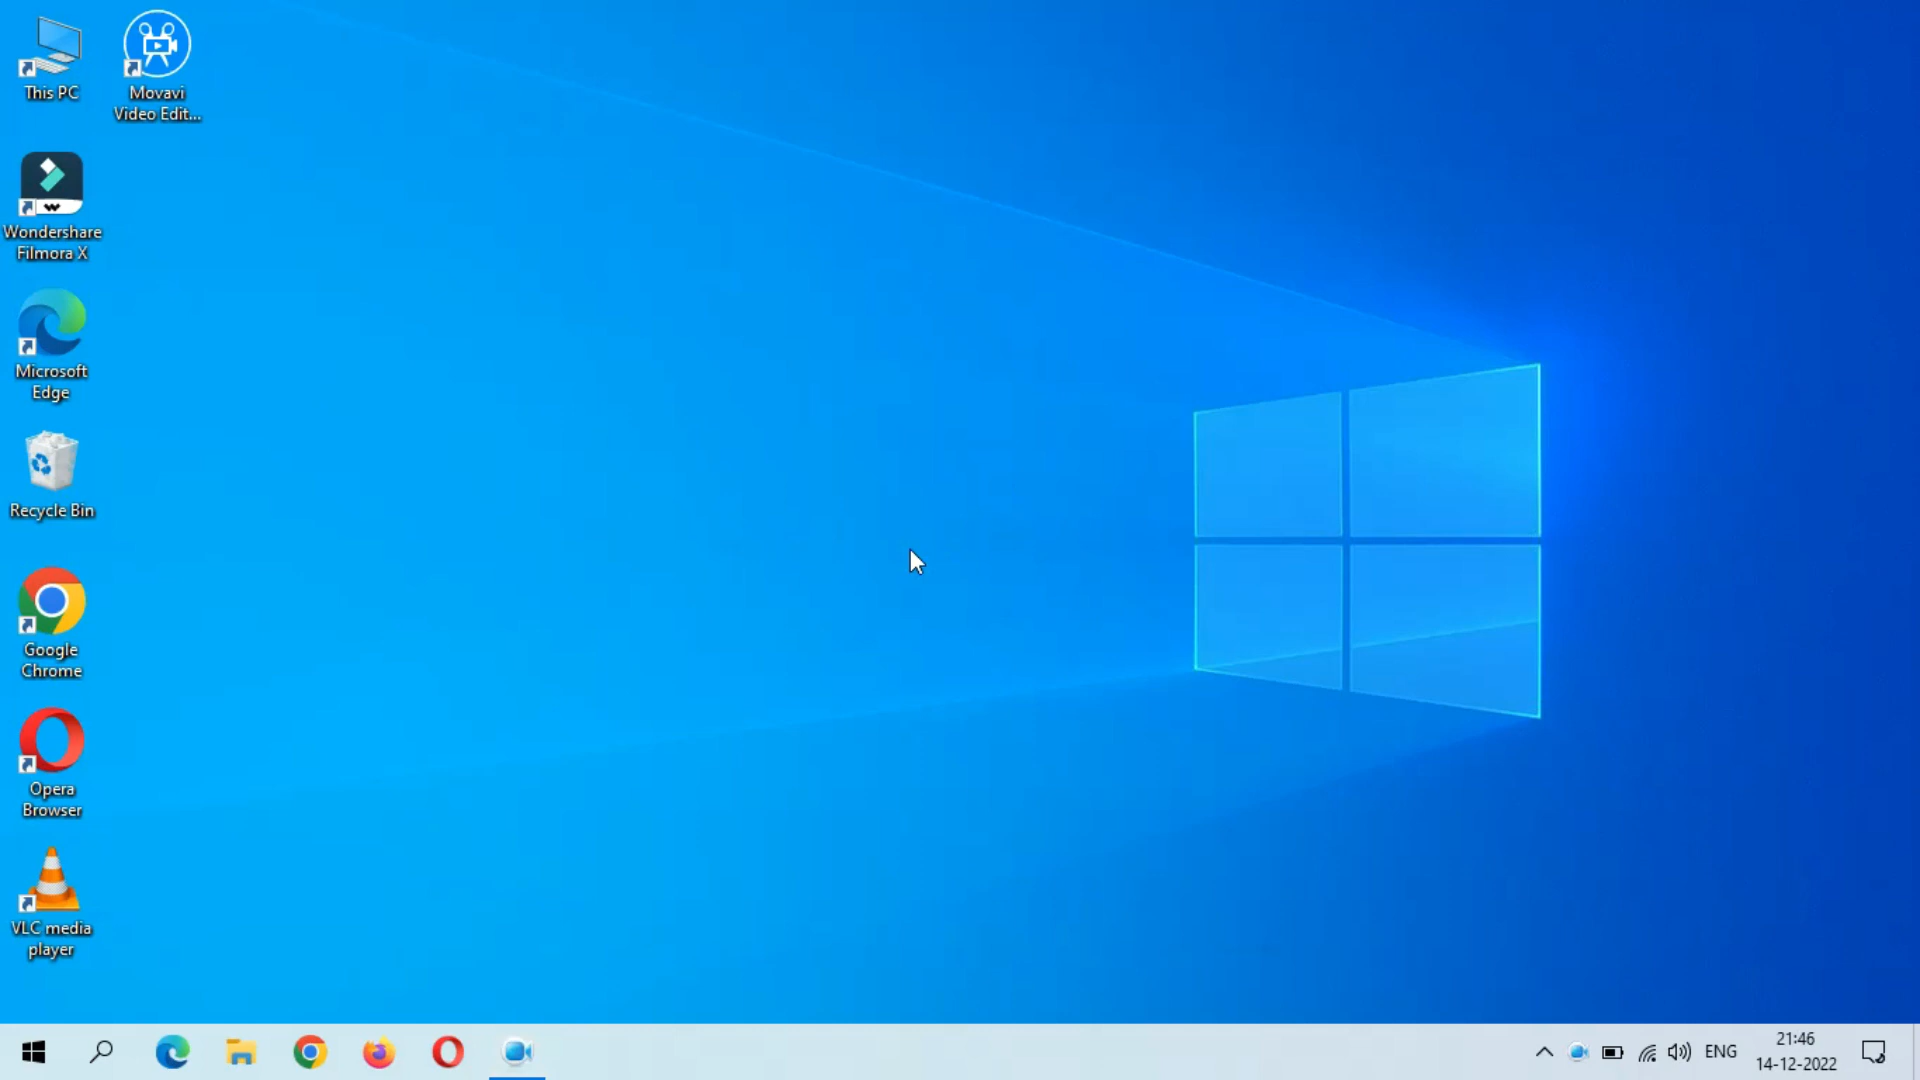 This PC
Movavi
Video Edit...
Wondershare
Filmora X
Microsoft
Edge
Recycle Bin
Google
Chrome
Opera
Browser
VLC media
player
ENG
21:46
14-12-2022